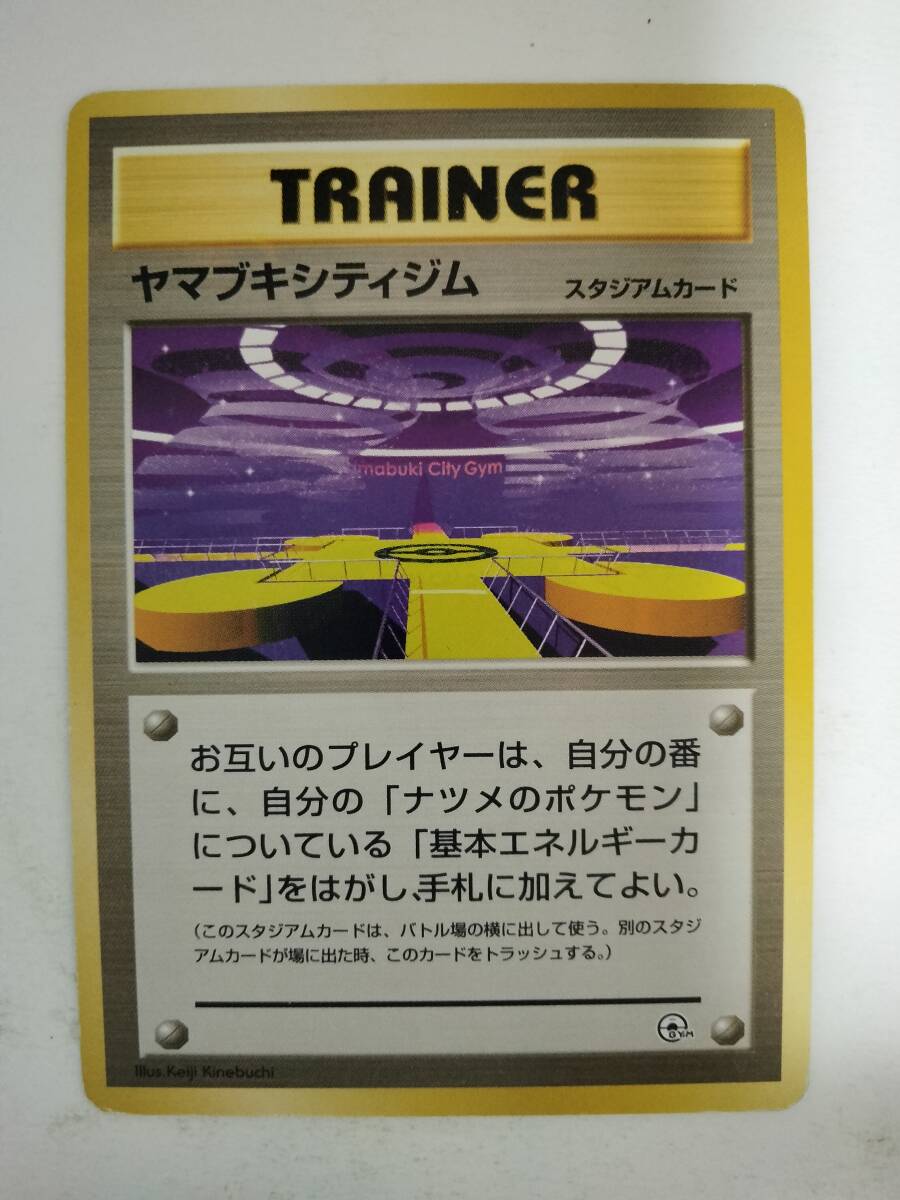 TRAINER
ヤマブキシティジム スタジアムカード
mabuki City Gym
お互いのプレイヤーは、自分の番
に、自分の「ナツメのポケモン」
についている「基本エネルギーカ
ード」をはがし、手札に加えてよい。
(このスタジアムカードは、バトル場の横に出して使う。別のスタジ
アムカードが場に出た時、このカードをトラッシュする。)
GYM
Illus.Keiji Kinebuchi